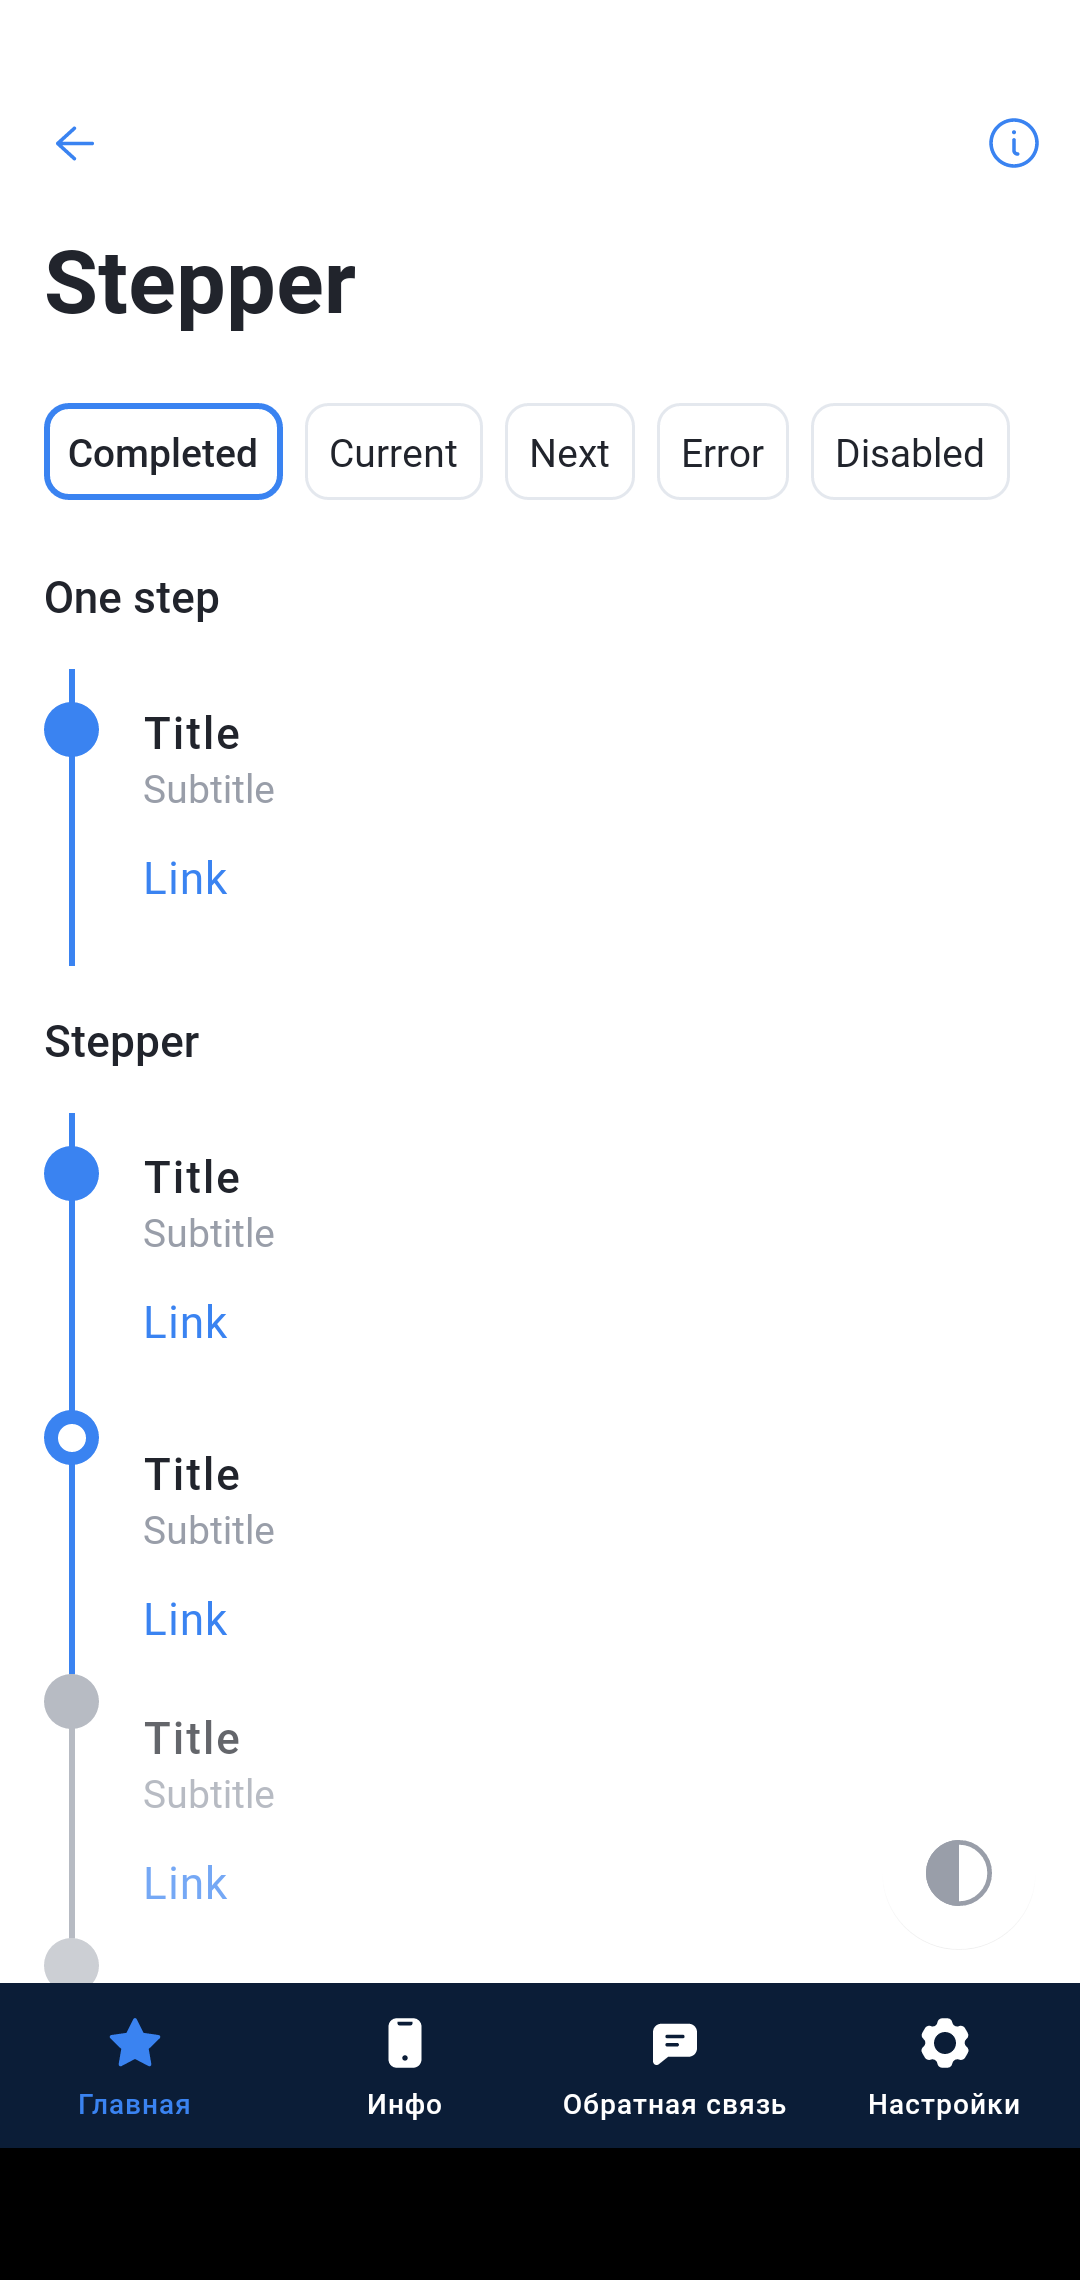 Stepper
Completed Current Next Error Disabled
One step
Title
Subtitle
Link
Stepper
Title
Subtitle
Link
Title
Subtitle
Link
Title
Subtitle
Link
Главная Инфо Обратная связь Настройки